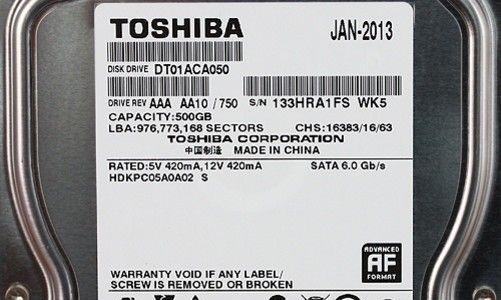 TOSHIBA JAN-2013
DISK DRIVE DT01ACA050
DRIVE REV AAA AA10 / 750 S/N 133HRA1FS WK5
CAPACITY:500GB
LBA:976,773,168 SECTORS CHS:16383/16/63
TOSHIBA CORPORATION
中国制造 MADE IN CHINA
RATED:5V 420mA,12V 420mA SATA 6.0 Gb/s
HDKPC05A0A02 S
ADVANCED
AF
FORMAT
WARRANTY VOID IF ANY LABEL/
SCREW IS REMOVED OR BROKEN